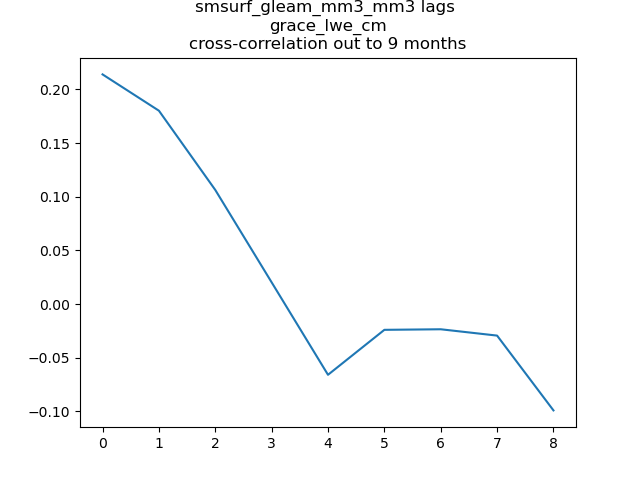 smsurf_gleam_mm3_mm3 lags
grace_lwe_cm
cross-correlation out to 9 months
0.20
0.15
0.10
0.05
0.00
−0.05
−0.10
0 1 2 3 4 5 6 7 8